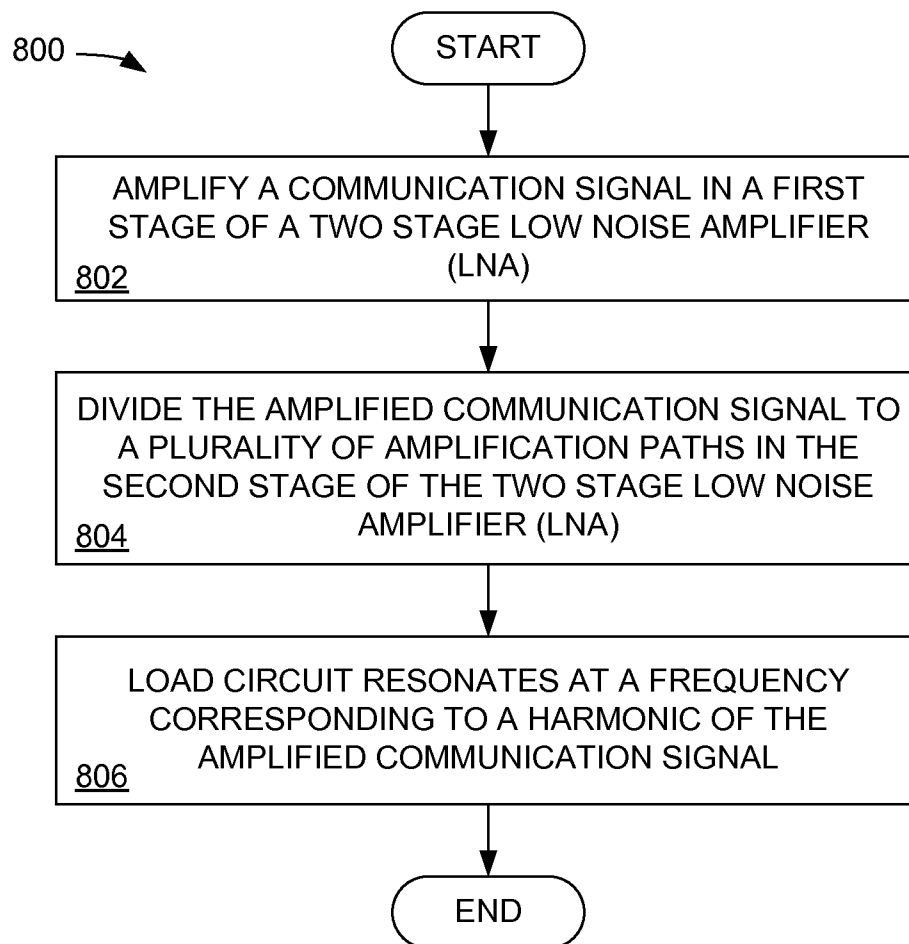 800
START
AMPLIFY A COMMUNICATION SIGNAL IN A FIRST
STAGE OF A TWO STAGE LOW NOISE AMPLIFIER
(LNA)
802
DIVIDE THE AMPLIFIED COMMUNICATION SIGNAL TO
A PLURALITY OF AMPLIFICATION PATHS IN THE
SECOND STAGE OF THE TWO STAGE LOW NOISE
AMPLIFIER (LNA)
804
LOAD CIRCUIT RESONATES AT A FREQUENCY
CORRESPONDING TO A HARMONIC OF THE
AMPLIFIED COMMUNICATION SIGNAL
806
END